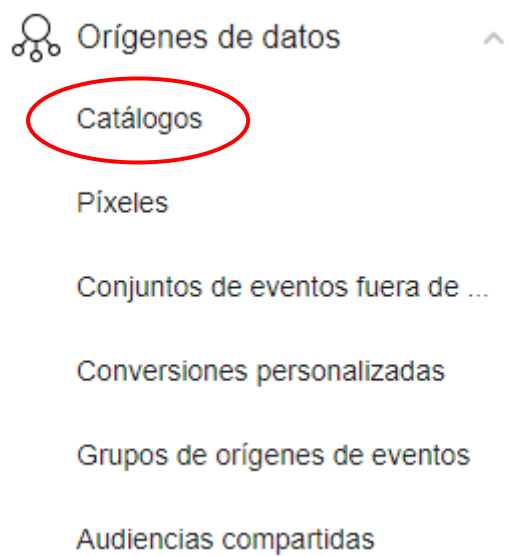 Orígenes de datos
Catálogos
Píxeles
Conjuntos de eventos fuera de ...
Conversiones personalizadas
Grupos de orígenes de eventos
Audiencias compartidas